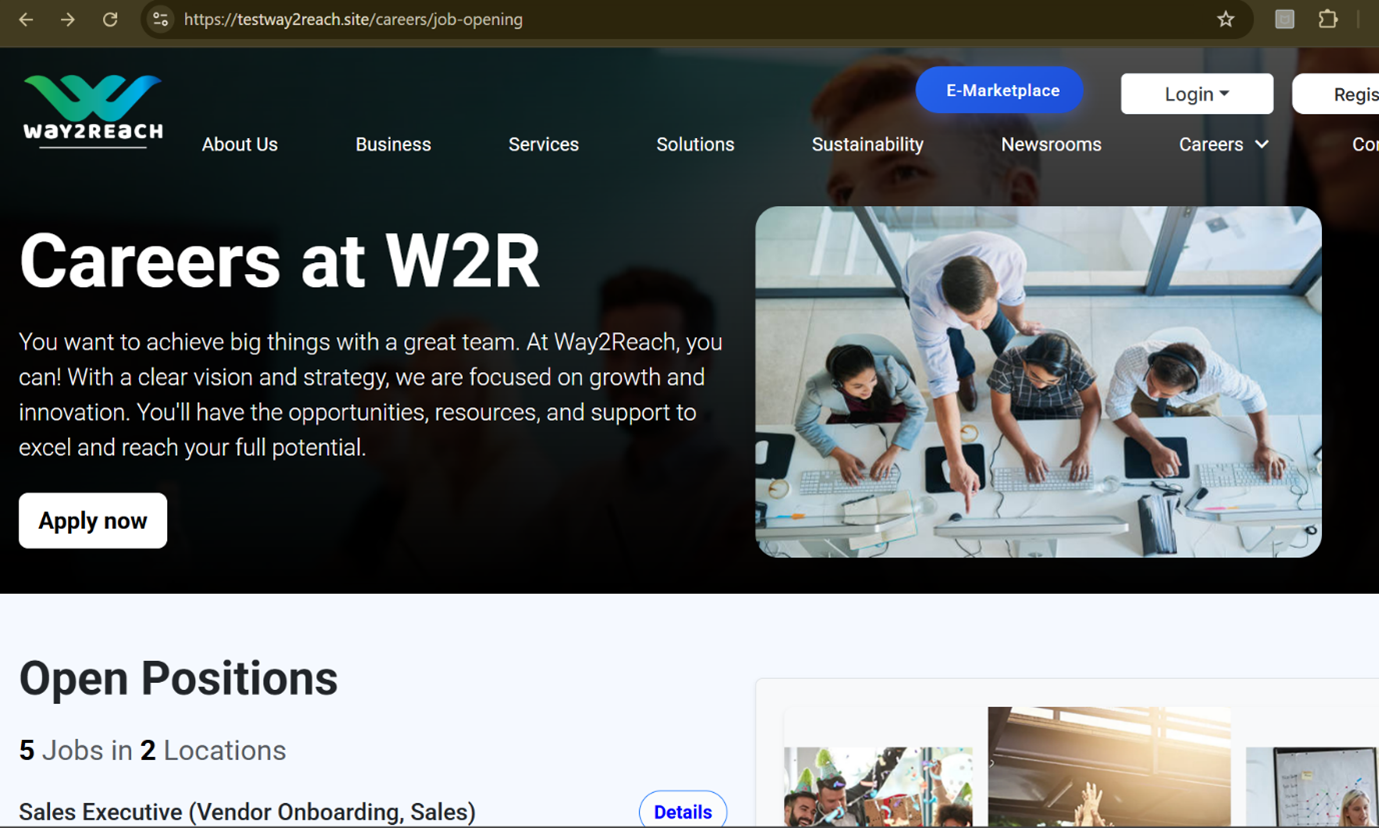 https://testway2reach.site/careers/job-opening
WAY2REACH
E-Marketplace
Login
Regis
About Us
Business
Services
Solutions
Sustainability
Newsrooms
Careers
Cor
Careers at W2R
You want to achieve big things with a great team. At Way2Reach, you
can! With a clear vision and strategy, we are focused on growth and
innovation. You'll have the opportunities, resources, and support to
excel and reach your full potential.
Apply now
Open Positions
5 Jobs in 2 Locations
Sales Executive (Vendor Onboarding, Sales)
Details